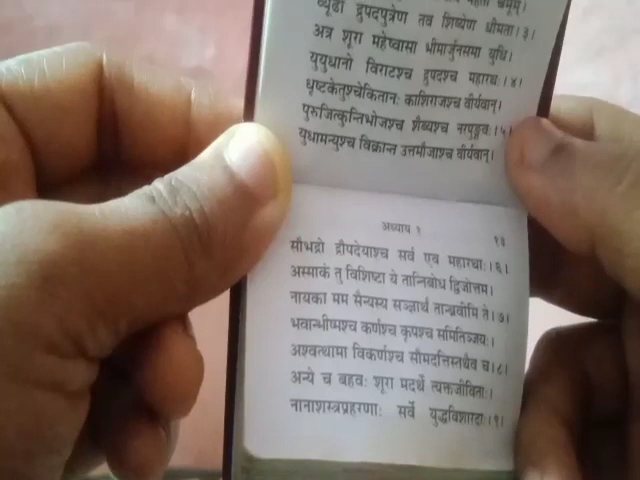 व्यूढां द्रुपदपुत्रेण तव शिष्येण धीमता।३।
अत्र शूरा महेष्वासा भीमार्जुनसमा युधि।
युयुधानो विराटश्च द्रुपदश्च महारथः।४।
धृष्टकेतुश्चेकितानः काशिराजश्च वीर्यवान्।
पुरुजित्कुन्तिभोजश्च शैब्यश्च नरपुङ्गवः।५।
युधामन्युश्च विक्रान्त उत्तमौजाश्च वीर्यवान्।
अध्याय १ १३
सौभद्रो द्रौपदेयाश्च सर्व एव महारथाः।६।
अस्माकं तु विशिष्टा ये तान्निबोध द्विजोत्तम।
नायका मम सैन्यस्य सञ्ज्ञार्थं तान्ब्रवीमि ते।७।
भवान्भीष्मश्च कर्णश्च कृपश्च समितिञ्जयः।
अश्वत्थामा विकर्णश्च सौमदत्तिस्तथैव च।८।
अन्ये च बहवः शूरा मदर्थे त्यक्तजीविताः।
नानाशस्त्रप्रहरणाः सर्वे युद्धविशारदाः।९।